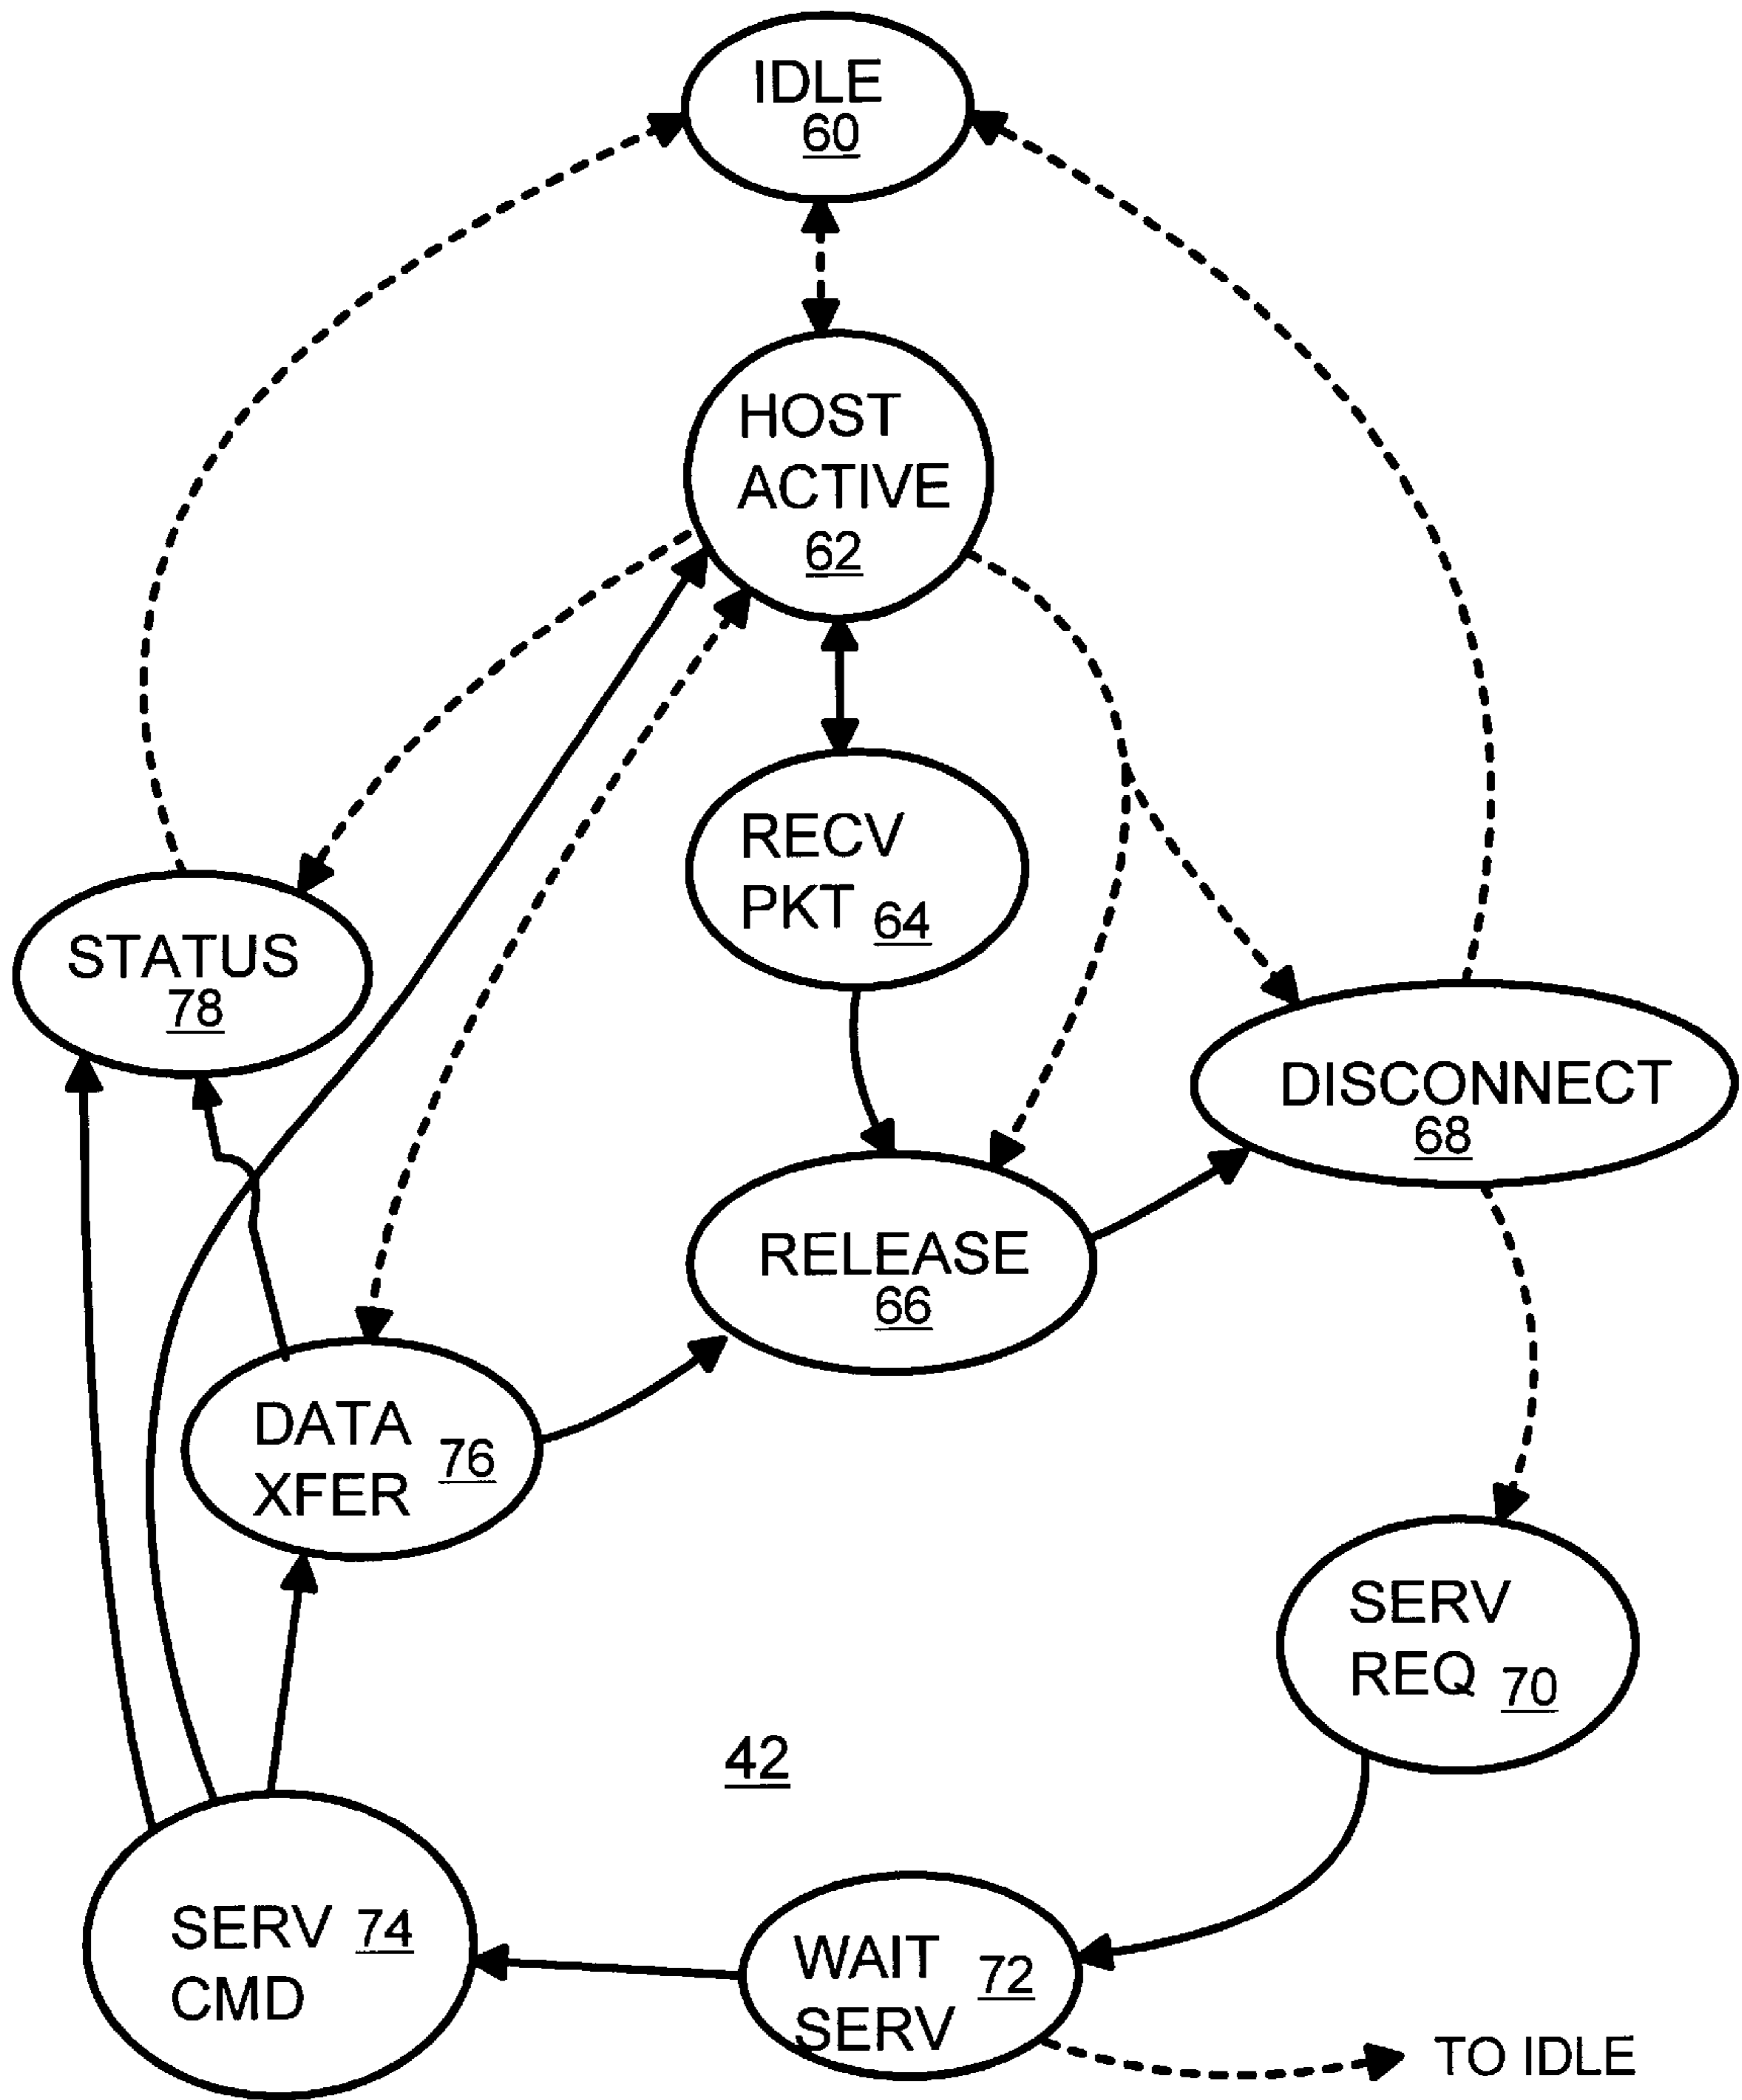 IDLE
60
HOST
ACTIVE
62
RECV
PKT 64
STATUS
78
DISCONNECT
68
RELEASE
66
DATA
XFER 76
SERV
REQ 70
42
SERV 74
CMD
WAIT 72
SERV
TO IDLE